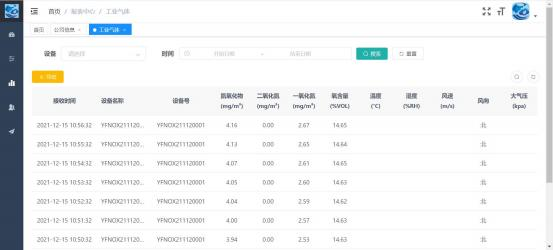 首页 / 报表中心 / 工业气体
首页 公司信息 × 工业气体 ×
设备 请选择 时间 开始日期 - 结束日期 搜索 重置
导出
接收时间 设备名称 设备号 氮氧化物 (mg/m³) 二氧化氮 (mg/m³) 一氧化氮 (mg/m³) 氧含量 (%VOL) 温度 (°C) 湿度 (%RH) 风速 (m/s) 风向 大气压 (kpa)
2021-12-15 10:56:32 YFNOX211120... YFNOX211120001 4.16 0.00 2.67 14.65 北
2021-12-15 10:55:32 YFNOX211120... YFNOX211120001 4.13 0.00 2.65 14.64 北
2021-12-15 10:54:32 YFNOX211120... YFNOX211120001 4.07 0.00 2.61 14.65 北
2021-12-15 10:53:32 YFNOX211120... YFNOX211120001 4.05 0.00 2.60 14.63 北
2021-12-15 10:52:32 YFNOX211120... YFNOX211120001 4.04 0.00 2.59 14.62 北
2021-12-15 10:51:32 YFNOX211120... YFNOX211120001 4.00 0.00 2.57 14.63 北
2021-12-15 10:50:32 YFNOX211120... YFNOX211120001 3.94 0.00 2.53 14.63 北